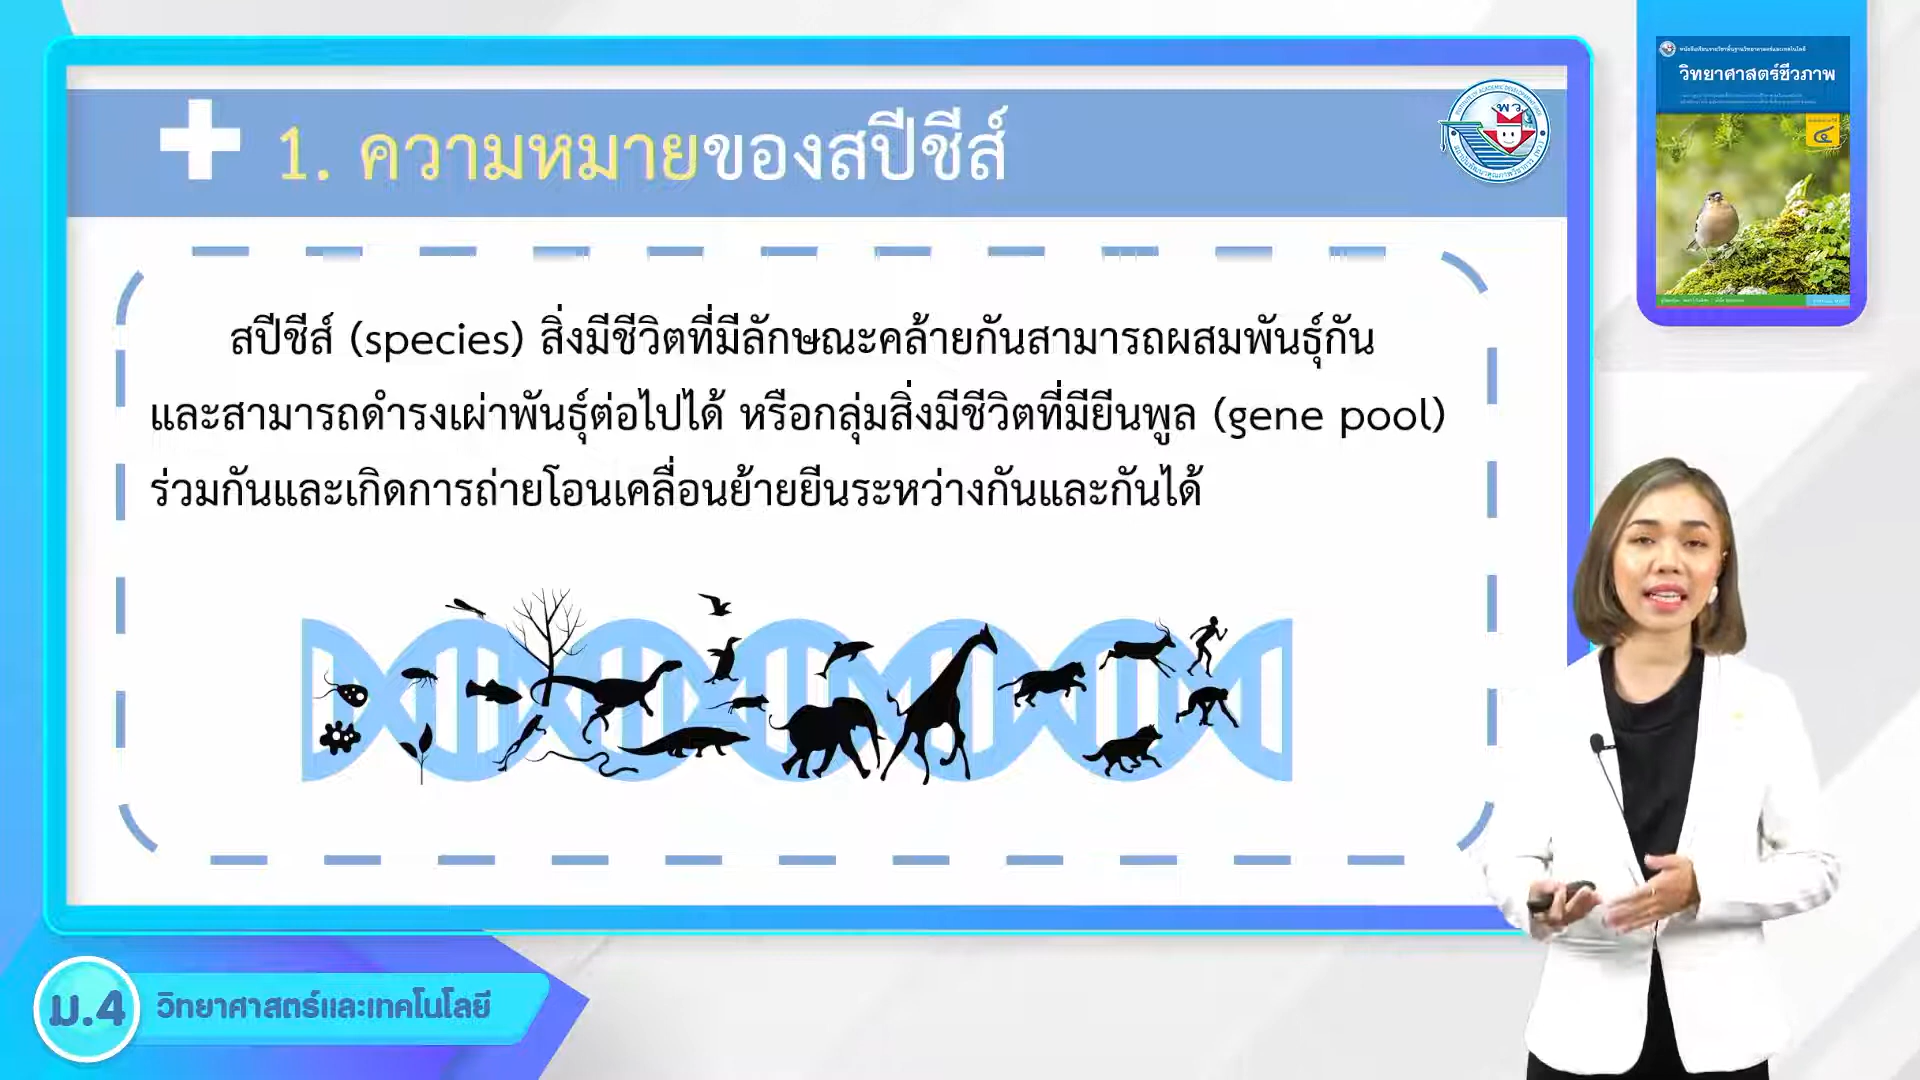 1. ความหมายของสปีชีส์
สปีชีส์ (species) สิ่งมีชีวิตที่มีลักษณะคล้ายกันสามารถผสมพันธุ์กัน
และสามารถดำรงเผ่าพันธุ์ต่อไปได้ หรือกลุ่มสิ่งมีชีวิตที่มียีนพูล (gene pool)
ร่วมกันและเกิดการถ่ายโอนเคลื่อนย้ายยีนระหว่างกันและกันได้
วิทยาศาสตร์ชีวภาพ
๔
พว
ม.4 วิทยาศาสตร์และเทคโนโลยี